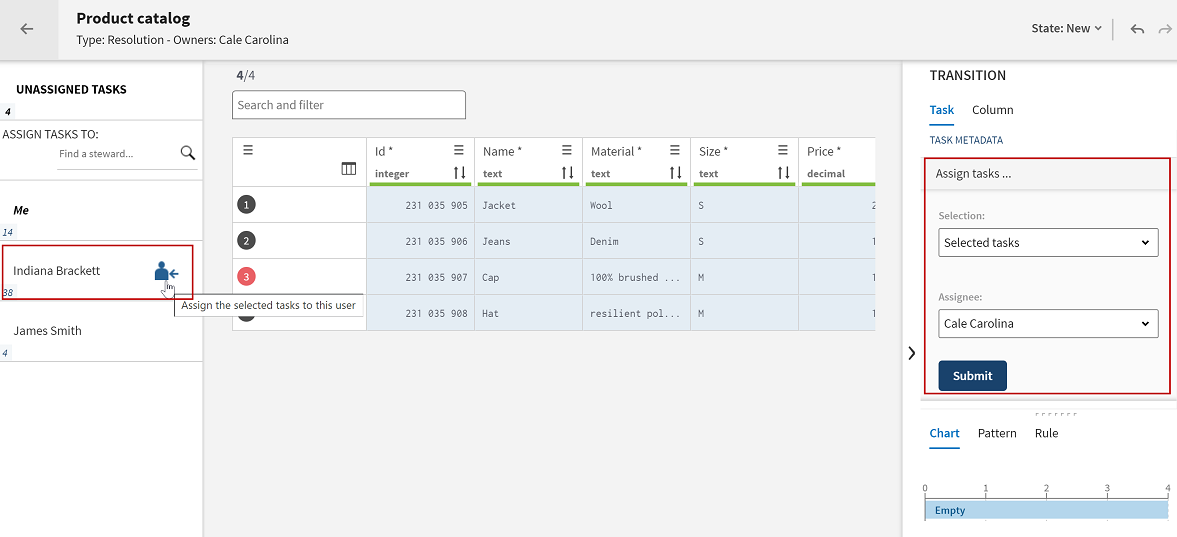 Product catalog
Type: Resolution - Owners: Cale Carolina
State: New
UNASSIGNED TASKS
4
ASSIGN TASKS TO:
Find a steward...
Me
14
Indiana Brackett
38
Assign the selected tasks to this user
James Smith
4
4/4
Search and filter
Id * Name * Material * Size * Price *
integer text text text decimal
1 231 035 905 Jacket Wool S 2
2 231 035 906 Jeans Denim S 1
3 231 035 907 Cap 100% brushed ... M 1
231 035 908 Hat resilient pol... M 1
TRANSITION
Task Column
TASK METADATA
Assign tasks ...
Selection:
Selected tasks
Assignee:
Cale Carolina
Submit
Chart Pattern Rule
0 1 2 3 4
Empty